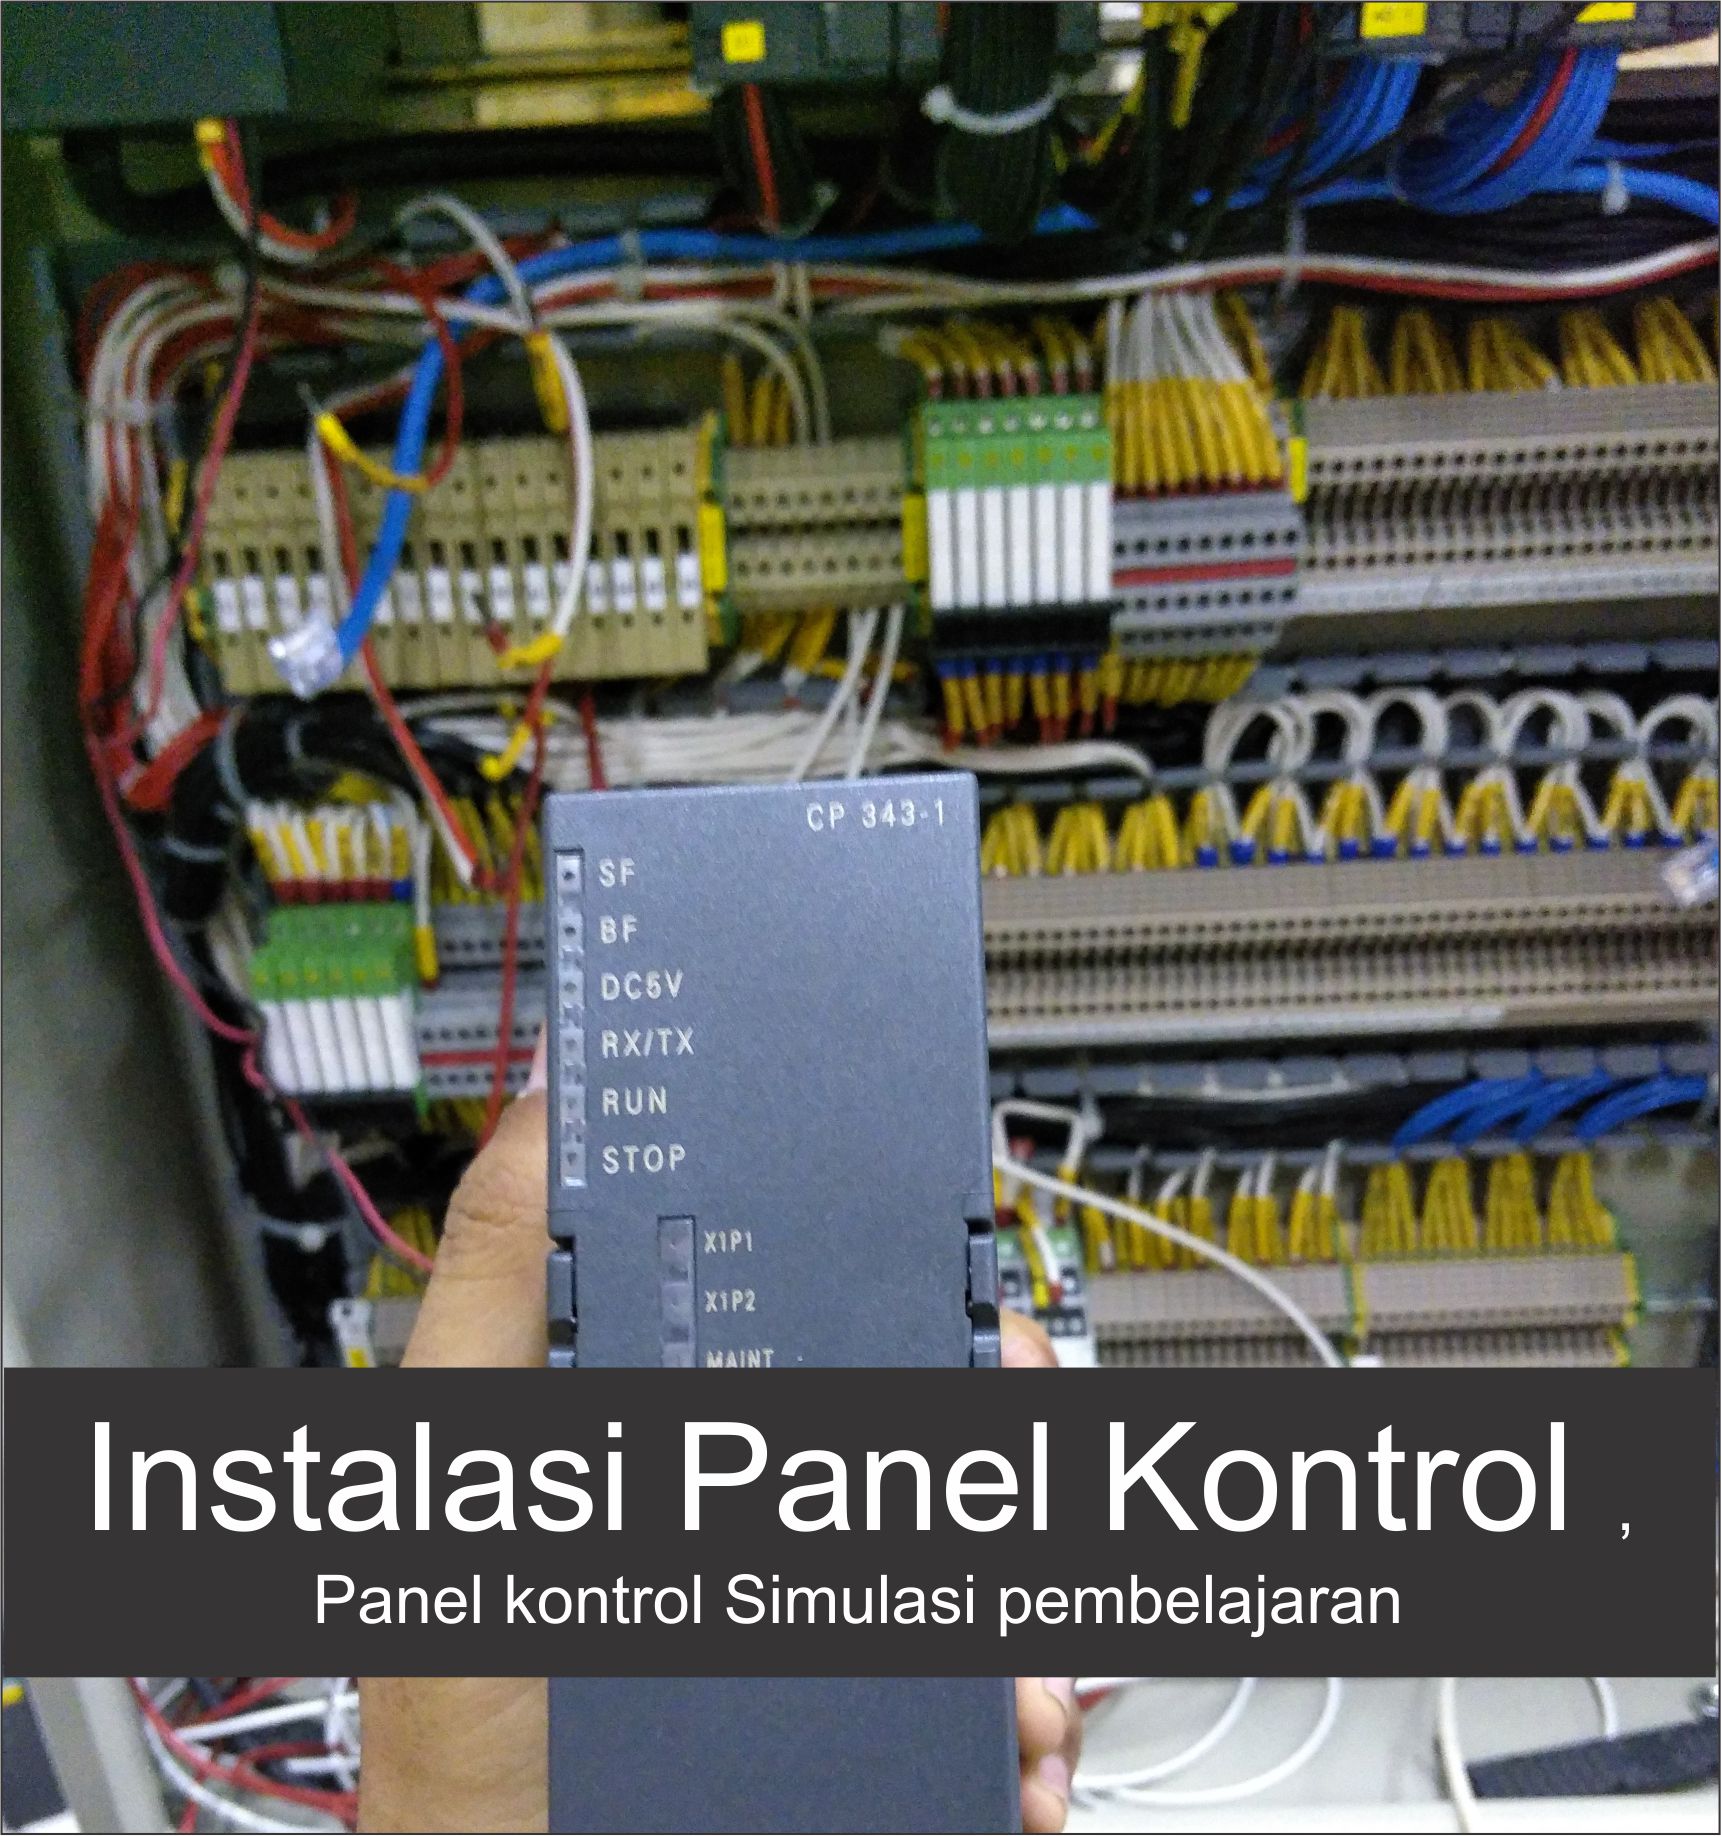 CP 343-1
SF
BF
DC5V
RX/TX
RUN
STOP
X1P1
X1P2
MAINT
Instalasi Panel Kontrol ,
Panel kontrol Simulasi pembelajaran